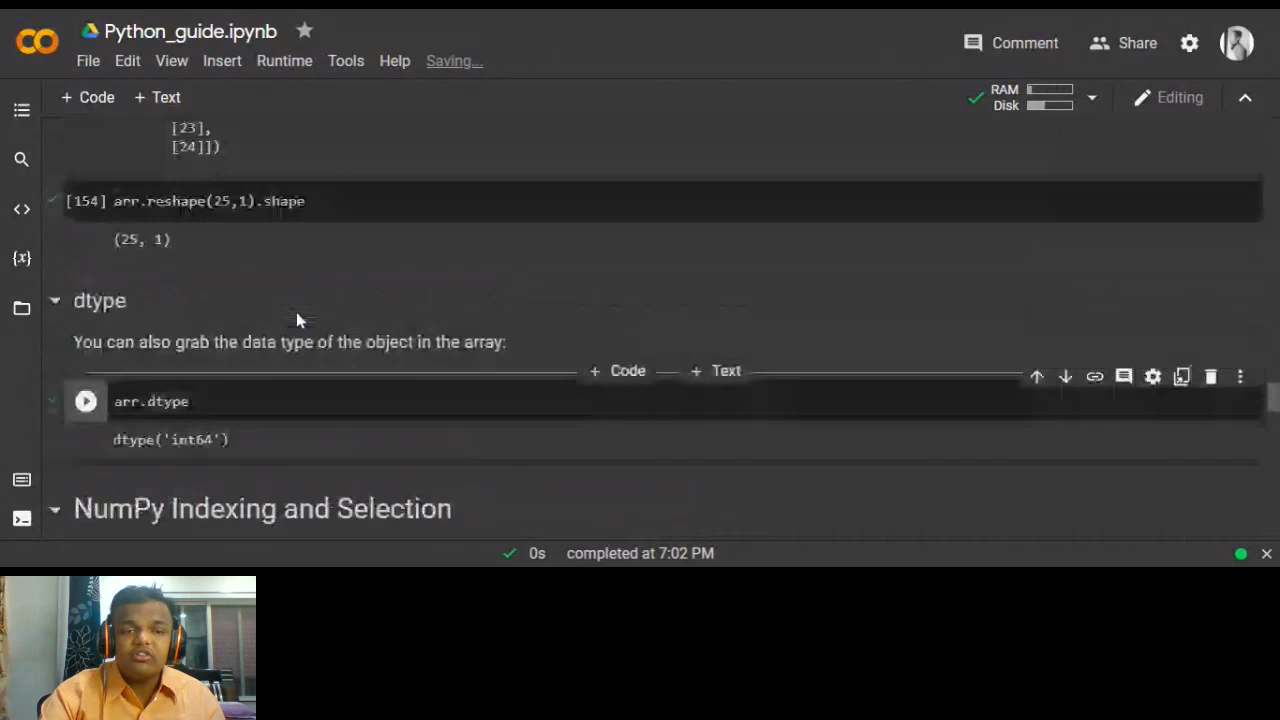 Python_guide.ipynb
File Edit View Insert Runtime Tools Help Saving...
Comment Share
+ Code + Text
RAM
Disk
Editing
[23],
[24]])
[154] arr.reshape(25,1).shape
(25, 1)
dtype
You can also grab the data type of the object in the array:
+ Code + Text
arr.dtype
dtype('int64')
NumPy Indexing and Selection
0s completed at 7:02 PM